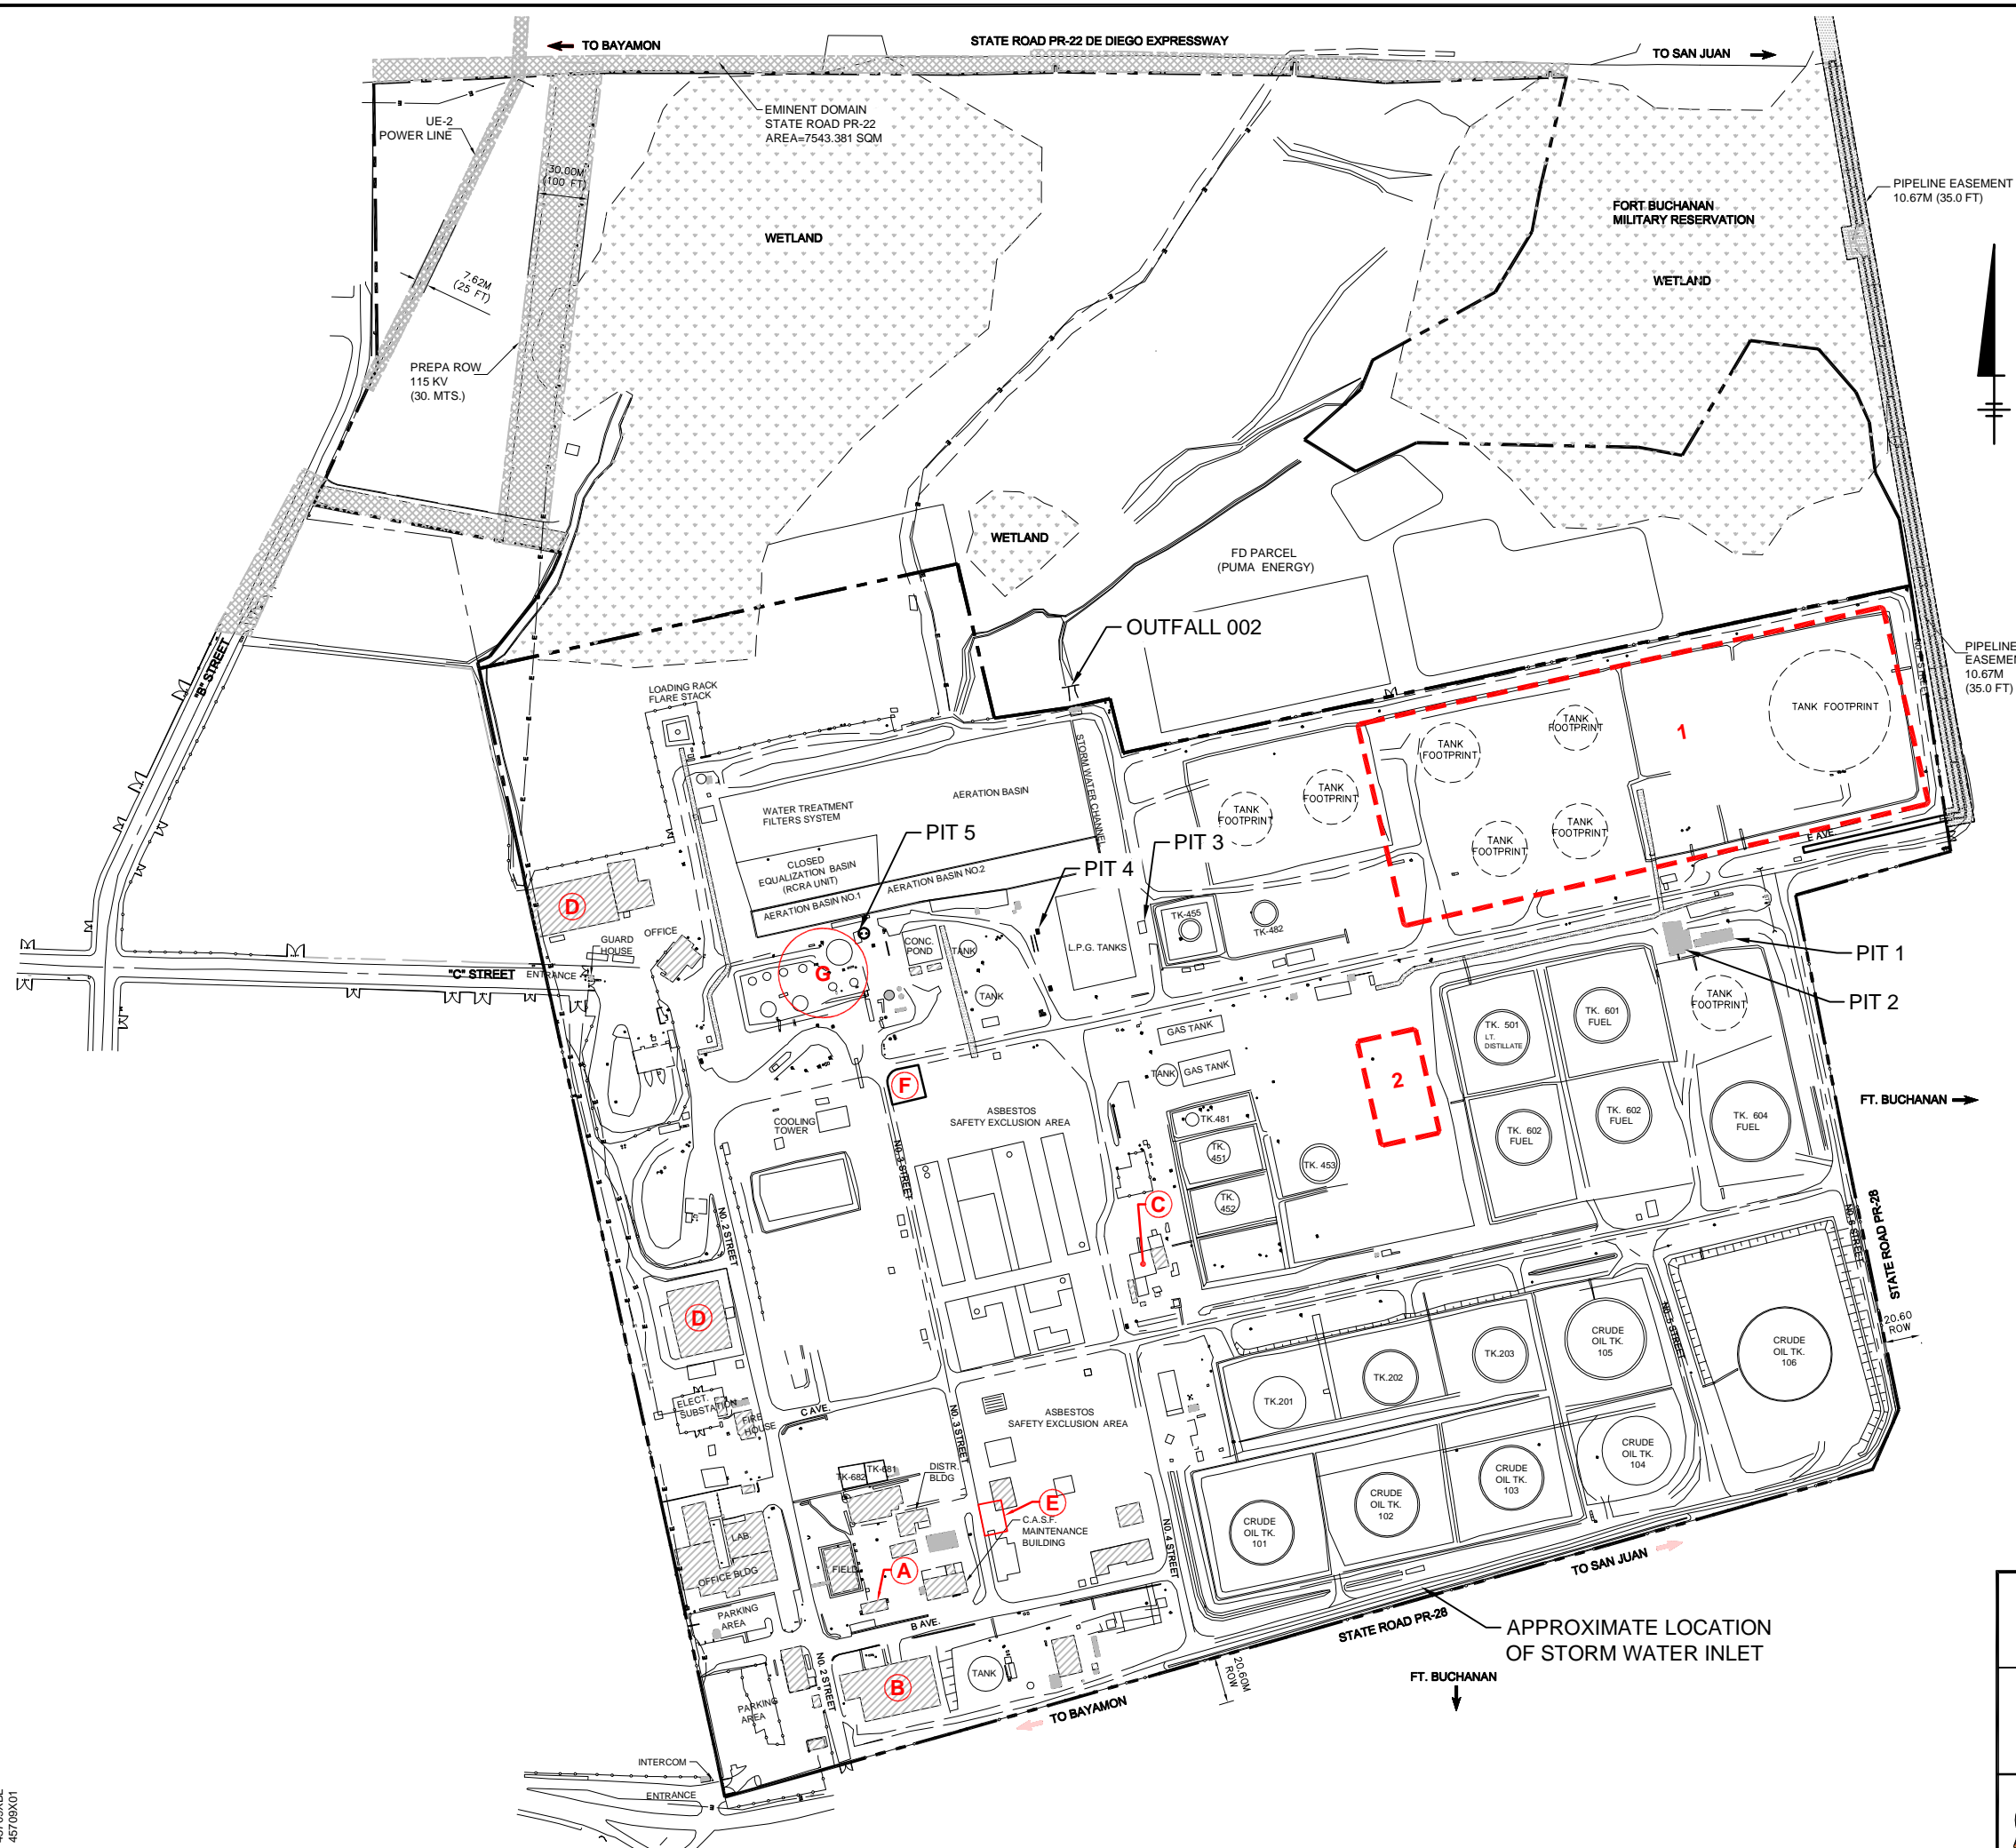 TO BAYAMON
STATE ROAD PR-22 DE DIEGO EXPRESSWAY
TO SAN JUAN
EMINENT DOMAIN
STATE ROAD PR-22
AREA=7543.381 SQM
UE-2
POWER LINE
30.00M
(100 FT)
PIPELINE EASEMENT
10.67M (35.0 FT)
FORT BUCHANAN
MILITARY RESERVATION
WETLAND
WETLAND
7.62M
(25 FT)
PREPA ROW
115 KV
(30. MTS.)
WETLAND
FD PARCEL
(PUMA ENERGY)
OUTFALL 002
"B" STREET
PIPELINE
10.67M
(35.0 FT)
LOADING RACK
FLARE STACK
TANK FOOTPRINT
1
TANK
FOOTPRINT
TANK
FOOTPRINT
STORM WATER CHANNEL
AERATION BASIN
WATER TREATMENT
FILTERS SYSTEM
TANK
FOOTPRINT
TANK
FOOTPRINT
TANK
FOOTPRINT
TANK
FOOTPRINT
E AVE.
PIT 5
PIT 3
PIT 4
CLOSED
EQUALIZATION BASIN
(RCRA UNIT)
AERATION BASIN NO.2
AERATION BASIN NO.1
D
TK-455
TK-482
GUARD
HOUSE
OFFICE
CONC.
POND
TANK
L.P.G. TANKS
PIT 1
"C" STREET
ENTRANCE
G
TANK
PIT 2
TANK
FOOTPRINT
TK. 501
LT.
DISTILLATE
TK. 601
FUEL
GAS TANK
TANK
GAS TANK
2
F
FT. BUCHANAN
ASBESTOS
SAFETY EXCLUSION AREA
COOLING
TOWER
TK.481
TK. 602
FUEL
TK. 602
FUEL
TK. 604
FUEL
TK.
451
TK. 453
NO. 3 STREET
TK.
452
C
NO. 2 STREET
NO. 6 STREET
STATE ROAD PR-28
D
20.60
ROW
CRUDE
OIL TK.
105
NO. 5 STREET
CRUDE
OIL TK.
106
TK.203
TK.202
TK.201
ELECT.
SUBSTATION
FIRE
HOUSE
C AVE.
NO. 3 STREET
ASBESTOS
SAFETY EXCLUSION AREA
CRUDE
OIL TK.
104
TK-682
TK-681
DISTR.
BLDG
CRUDE
OIL TK.
103
CRUDE
OIL TK.
102
E
C.A.S.F.
MAINTENANCE
BUILDING
CRUDE
OIL TK.
101
LAB.
NO. 4 STREET
OFFICE BLDG
FIELD
A
TO SAN JUAN
PARKING
AREA
B AVE.
STATE ROAD PR-28
APPROXIMATE LOCATION
OF STORM WATER INLET
NO. 2 STREET
TANK
B
20.60M
ROW
FT. BUCHANAN
PARKING
AREA
TO BAYAMON
INTERCOM
ENTRANCE
45709X01